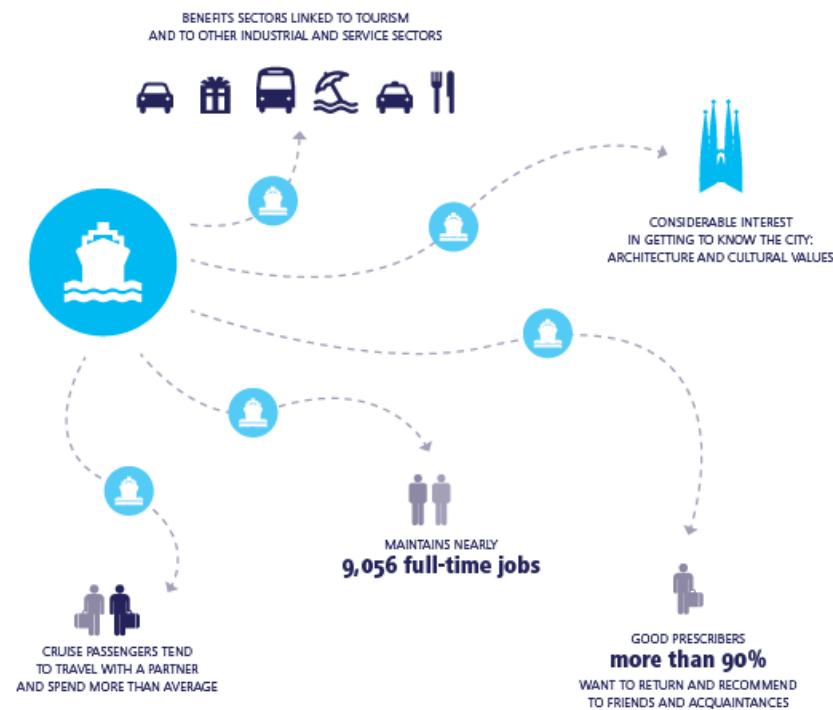 BENEFITS SECTORS LINKED TO TOURISM
AND TO OTHER INDUSTRIAL AND SERVICE SECTORS
CONSIDERABLE INTEREST
IN GETTING TO KNOW THE CITY:
ARCHITECTURE AND CULTURAL VALUES
MAINTAINS NEARLY
9,056 full-time jobs
GOOD PRESCRIBERS
more than 90%
WANT TO RETURN AND RECOMMEND
TO FRIENDS AND ACQUAINTANCES
CRUISE PASSENGERS TEND
TO TRAVEL WITH A PARTNER
AND SPEND MORE THAN AVERAGE